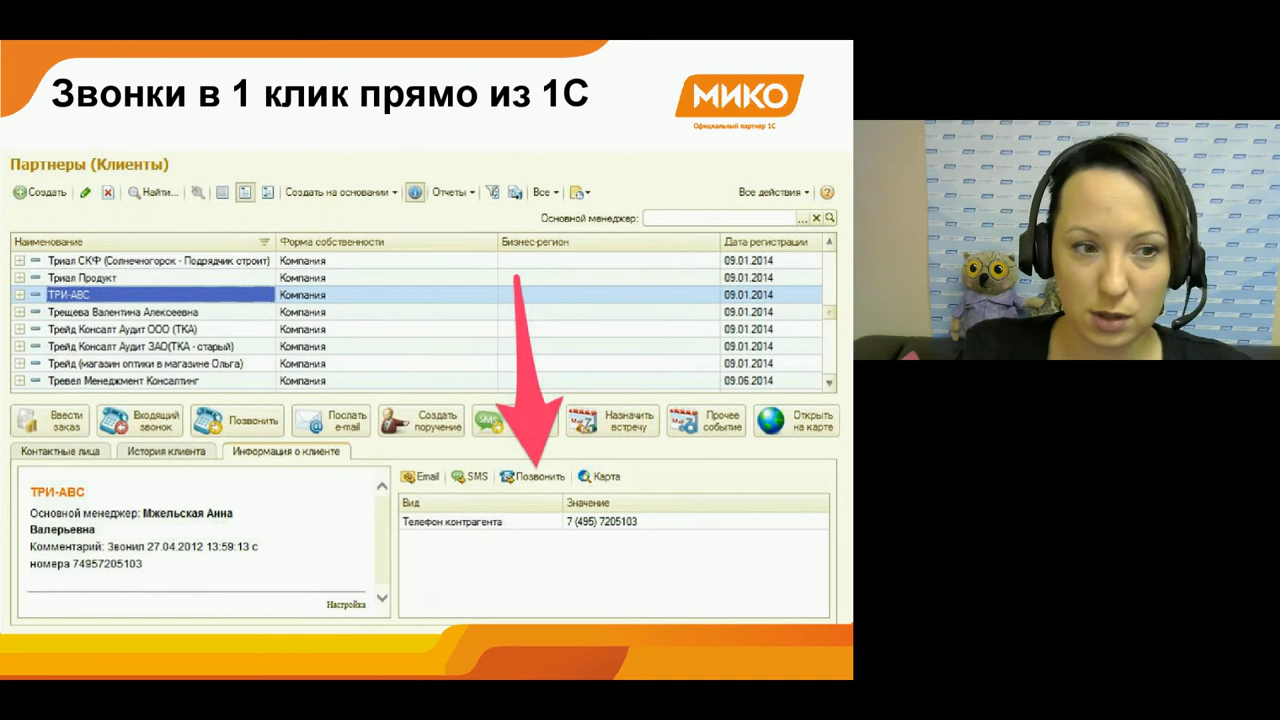 Звонки в 1 клик прямо из 1С
МИКО
Официальный партнер 1С
Партнеры (Клиенты)
Создать Найти... Создать на основании Отчеты Все Все действия
Основной менеджер:
Наименование Форма собственности Бизнес-регион Дата регистрации
Триал СКФ (Солнечногорск - Подрядчик строит) Компания 09.01.2014
Триал Продукт Компания 09.01.2014
ТРИ-АВС Компания 09.01.2014
Трещева Валентина Алексеевна Компания 09.01.2014
Трейд Консалт Аудит ООО (ТКА) Компания 09.01.2014
Трейд Консалт Аудит ЗАО(ТКА - старый) Компания 09.01.2014
Трейд (магазин оптики в магазине Ольга) Компания 09.01.2014
Тревел Менеджмент Консалтинг Компания 09.06.2014
Ввести заказ Входящий звонок Позвонить Послать e-mail Создать поручение SMS Назначить встречу Прочее событие Открыть на карте
Контактные лица История клиента Информация о клиенте
Email SMS Позвонить Карта
Вид Значение
Телефон контрагента 7 (495) 7205103
ТРИ-АВС
Основной менеджер: Мжельская Анна
Валерьевна
Комментарий: Звонил 27.04.2012 13:59:13 с
номера 74957205103
Настройка